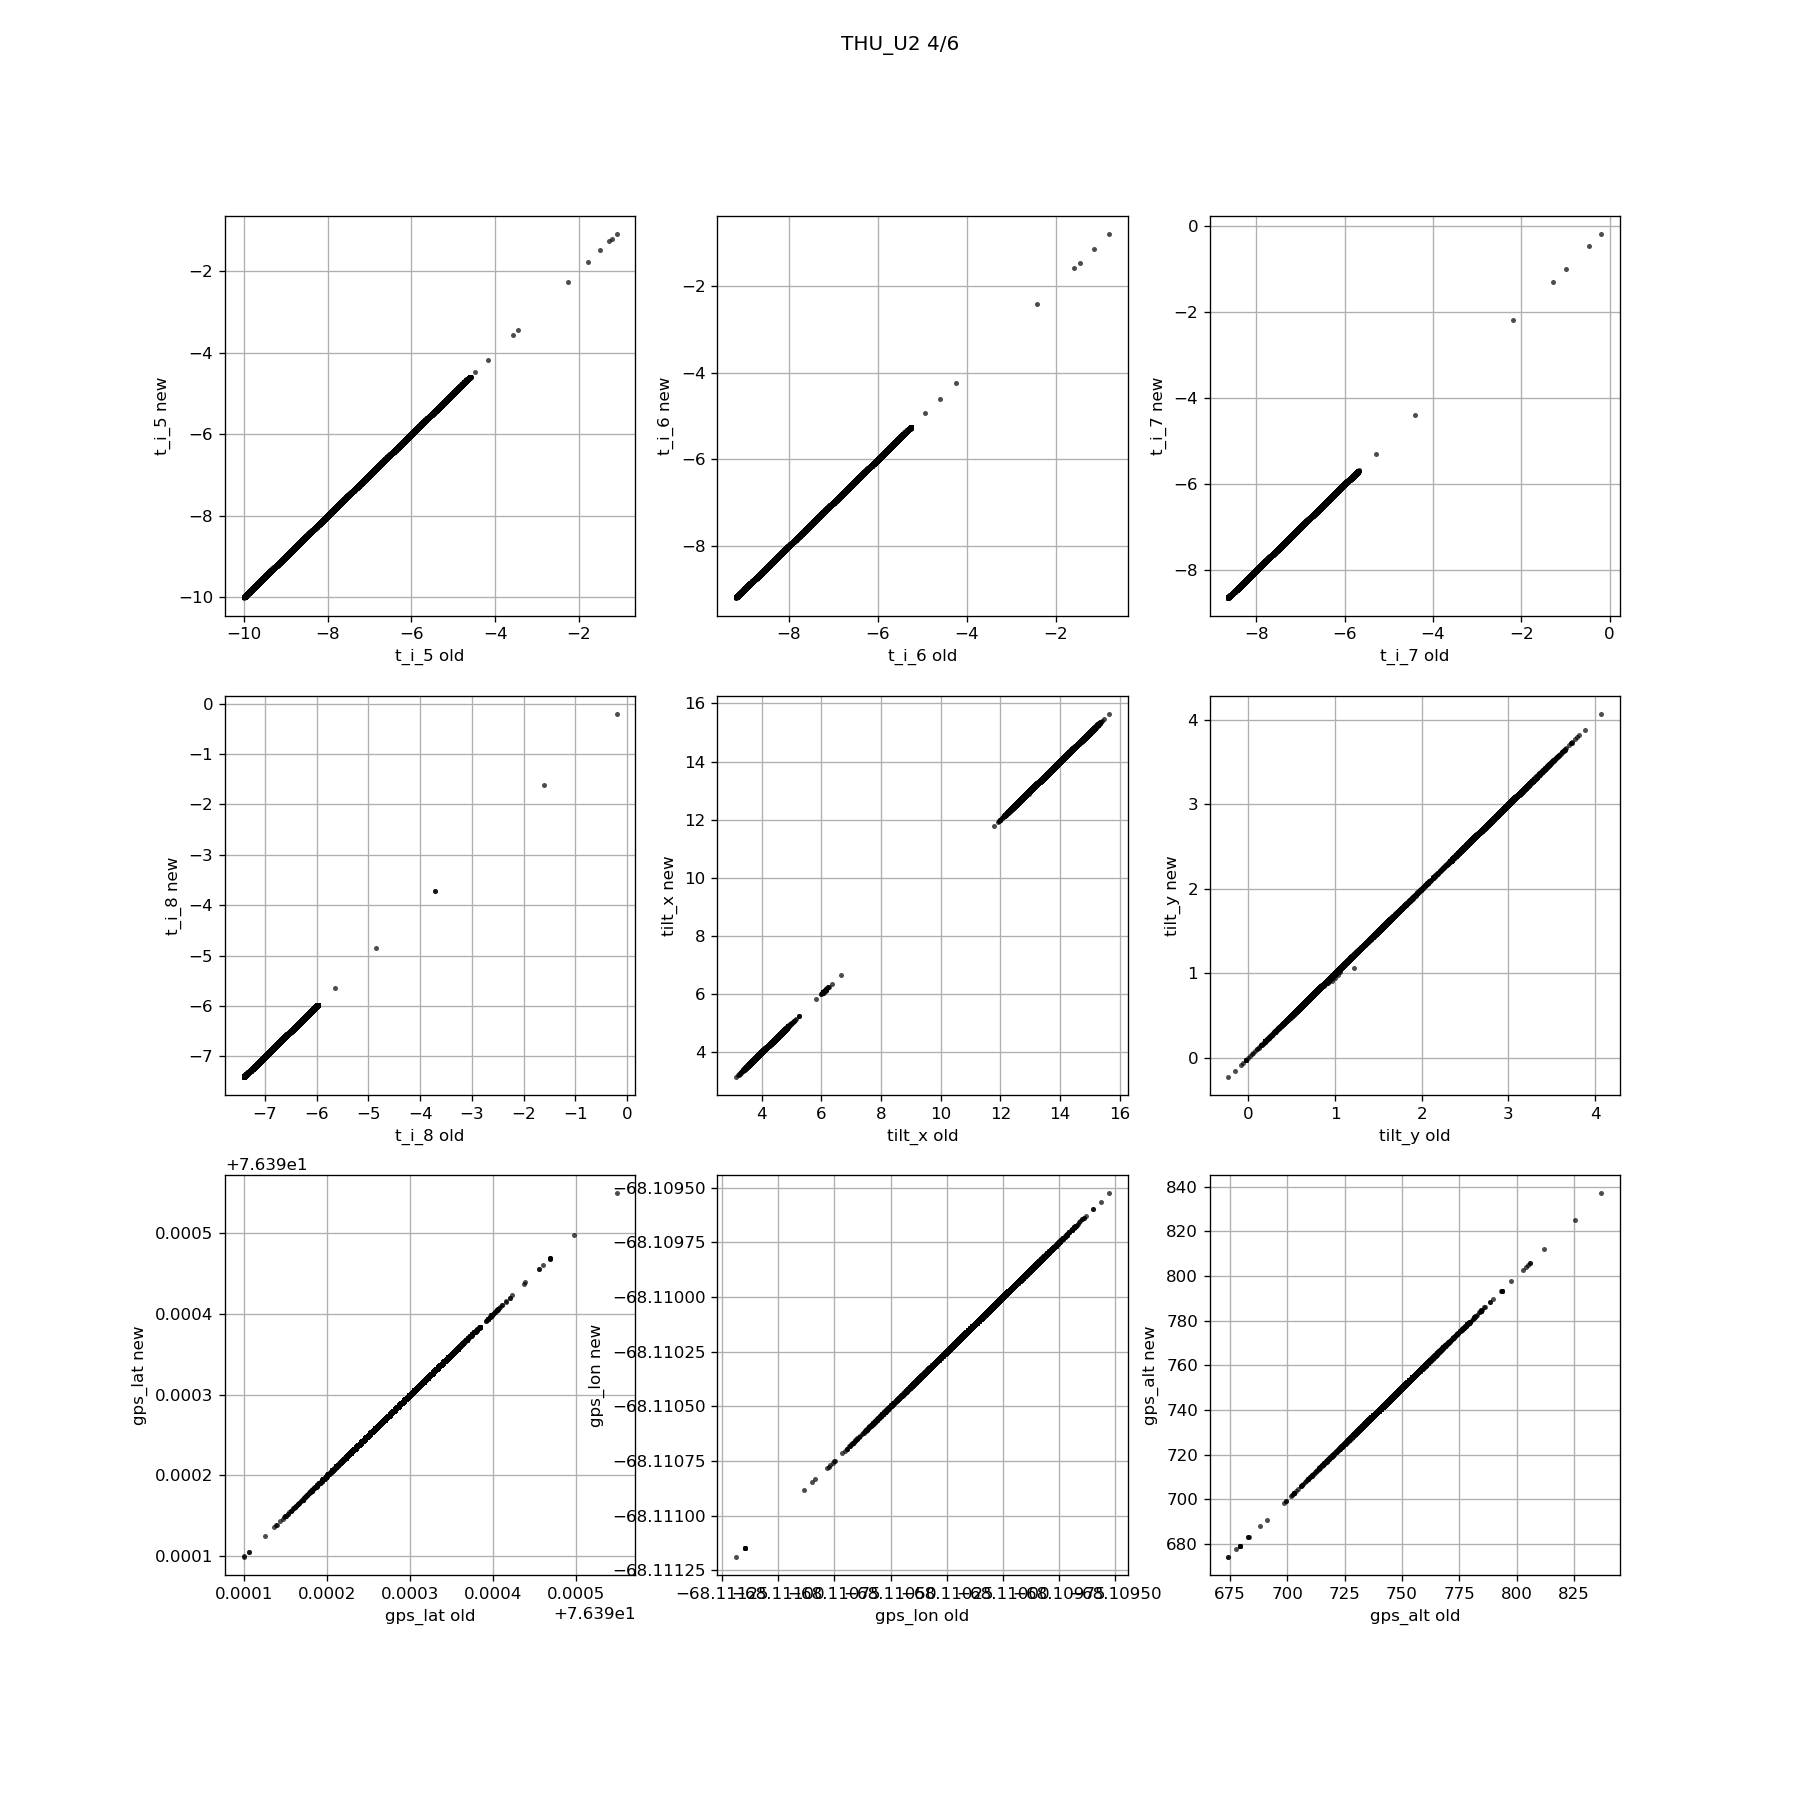 THU_U2 4/6
t_i_5 new
−2
−4
−6
−8
−10
−10 −8 −6 −4 −2
t_i_5 old
t_i_6 new
−2
−4
−6
−8
−8 −6 −4 −2
t_i_6 old
t_i_7 new
0
−2
−4
−6
−8
−8 −6 −4 −2 0
t_i_7 old
t_i_8 new
0
−1
−2
−3
−4
−5
−6
−7
−7 −6 −5 −4 −3 −2 −1 0
t_i_8 old
tilt_x new
16
14
12
10
8
6
4
4 6 8 10 12 14 16
tilt_x old
tilt_y new
4
3
2
1
0
0 1 2 3 4
tilt_y old
+7.639e1
gps_lat new
0.0005
0.0004
0.0003
0.0002
0.0001
0.0001 0.0002 0.0003 0.0004 0.0005
gps_lat old
+7.639e1
gps_lon new
−68.10950
−68.10975
−68.11000
−68.11025
−68.11050
−68.11075
−68.11100
−68.11125
gps_lon old
gps_alt new
840
820
800
780
760
740
720
700
680
675 700 725 750 775 800 825
gps_alt old